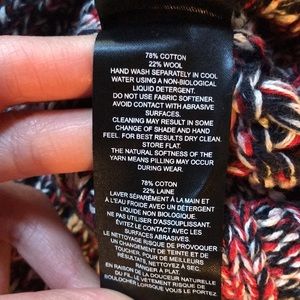 78% COTTON
22% WOOL
HAND WASH SEPARATELY IN COOL
WATER USING A NON-BIOLOGICAL
LIQUID DETERGENT.
DO NOT USE FABRIC SOFTENER.
AVOID CONTACT WITH ABRASIVE
SURFACES.
CLEANING MAY RESULT IN SOME
CHANGE OF SHADE AND HAND
FEEL. FOR BEST RESULTS DRY CLEAN.
STORE FLAT.
THE NATURAL SOFTNESS OF THE
YARN MEANS PILLING MAY OCCUR
DURING WEAR.
78% COTON
22% LAINE
LAVER SÉPARÉMENT À LA MAIN ET
À L'EAU FROIDE AVEC UN DÉTERGENT
LIQUIDE NON BIOLOGIQUE
NE PAS UTILISER D'ASSOUPLISSANT.
ÉVITEZ LE CONTACT AVEC LES
SURFACES ABRASIVES.
LE NETTOYAGE RISQUE DE PROVOQUER
UN CHANGEMENT DE TEINTE ET DE
TOUCHER. POUR DE MEILLEURS
RÉSULTATS, NETTOYEZ À SEC.
RANGER À PLAT.
EN RAISON DE LA DOUCEUR NATURELLE
DU FIL, LE VÊTEMENT RISQUE DE
BOULOCHER LORSQUE VOUS LE PORTEZ